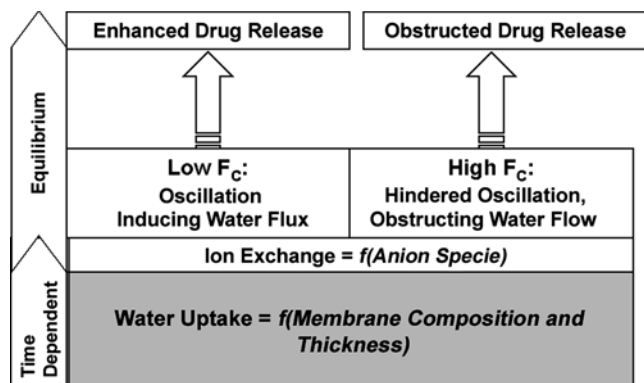 Enhanced Drug Release
Obstructed Drug Release
Equilibrium
Low FC:
Oscillation
Inducing Water Flux
High FC:
Hindered Oscillation,
Obstructing Water Flow
Ion Exchange = f(Anion Specie)
Time
Dependent
Water Uptake = f(Membrane Composition and
Thickness)